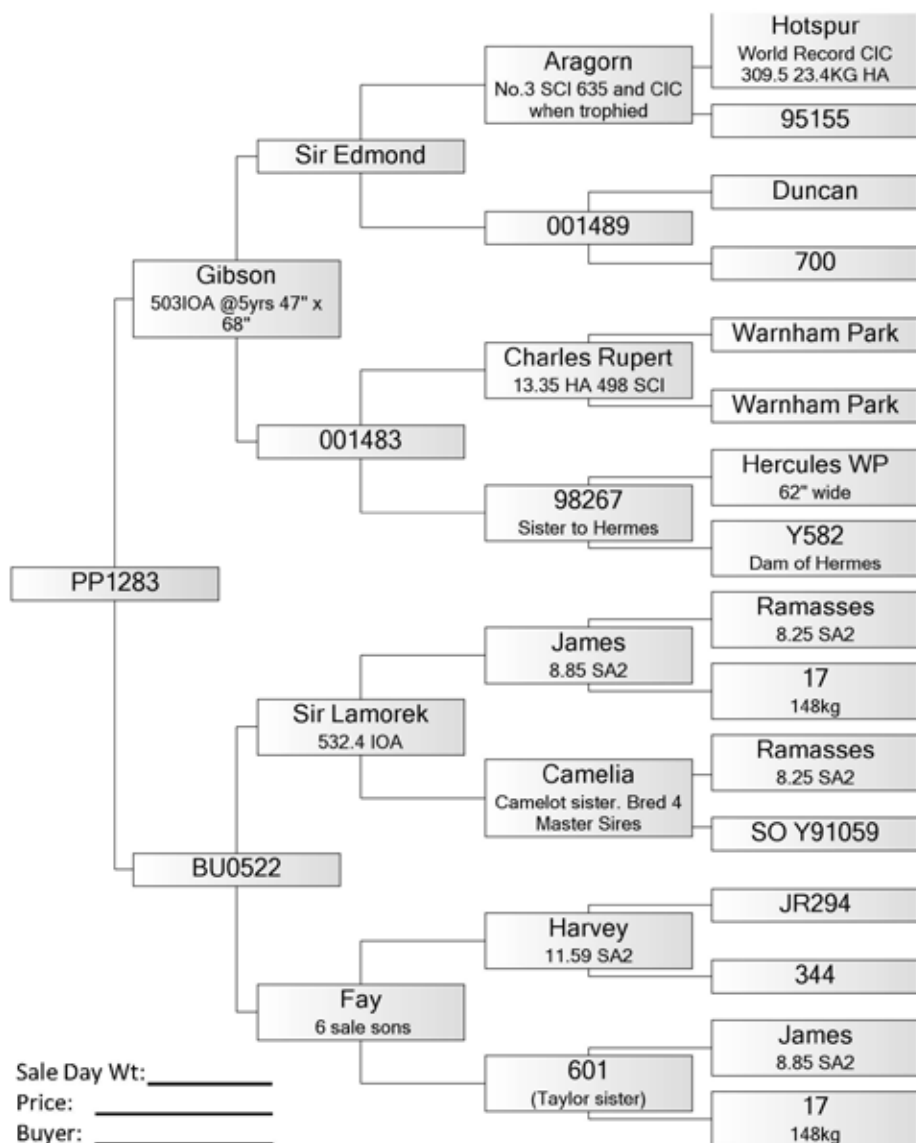 Hotspur
World Record CIC
309.5 23.4KG HA
Aragorn
No.3 SCI 635 and CIC
when trophied
95155
Sir Edmond
Duncan
001489
700
Gibson
503IOA @5yrs 47" x
68"
Warnham Park
Charles Rupert
13.35 HA 498 SCI
Warnham Park
001483
Hercules WP
62" wide
98267
Sister to Hermes
Y582
Dam of Hermes
PP1283
Ramasses
8.25 SA2
James
8.85 SA2
17
148kg
Sir Lamorek
532.4 IOA
Ramasses
8.25 SA2
Camelia
Camelot sister. Bred 4
Master Sires
SO Y91059
BU0522
JR294
Harvey
11.59 SA2
344
Fay
6 sale sons
James
8.85 SA2
601
(Taylor sister)
17
148kg
Sale Day Wt:
Price:
Buyer: